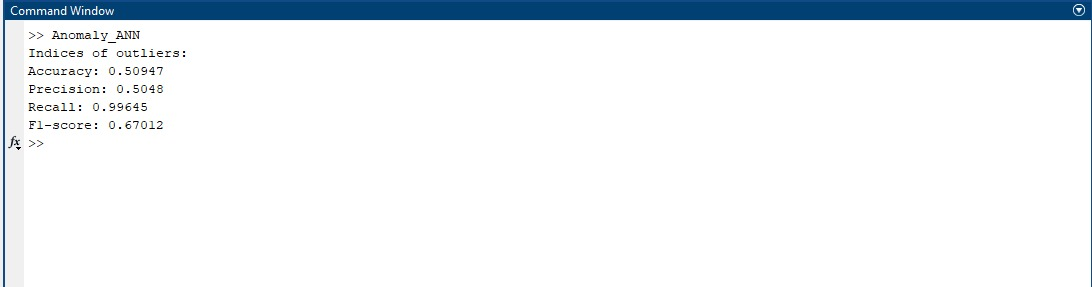 Command Window
>> Anomaly_ANN
Indices of outliers:
Accuracy: 0.50947
Precision: 0.5048
Recall: 0.99645
F1-score: 0.67012
fx >>